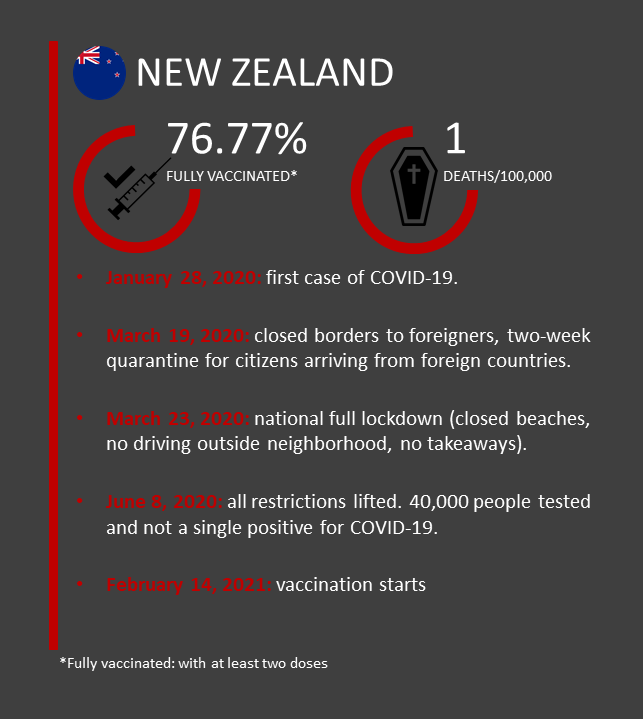 NEW ZEALAND
76.77%
FULLY VACCINATED*
1
DEATHS/100,000
• January 28, 2020: first case of COVID-19.
• March 19, 2020: closed borders to foreigners, two-week
quarantine for citizens arriving from foreign countries.
• March 23, 2020: national full lockdown (closed beaches,
no driving outside neighborhood, no takeaways).
• June 8, 2020: all restrictions lifted. 40,000 people tested
and not a single positive for COVID-19.
• February 14, 2021: vaccination starts
*Fully vaccinated: with at least two doses